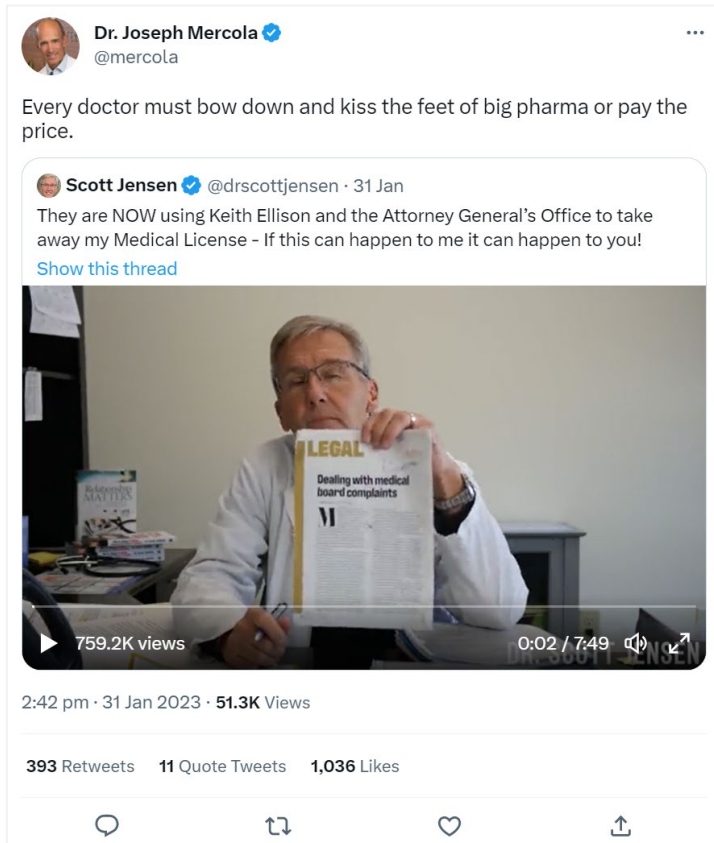 Dr. Joseph Mercola
@mercola
Every doctor must bow down and kiss the feet of big pharma or pay the
price.
Scott Jensen @drscottjensen · 31 Jan
They are NOW using Keith Ellison and the Attorney General’s Office to take
away my Medical License - If this can happen to me it can happen to you!
Show this thread
LEGAL
Dealing with medical
board complaints
M
Relationship
MATTERS
759.2K views
0:02 / 7:49
DR. SCOTT JENSEN
2:42 pm · 31 Jan 2023 · 51.3K Views
393 Retweets 11 Quote Tweets 1,036 Likes